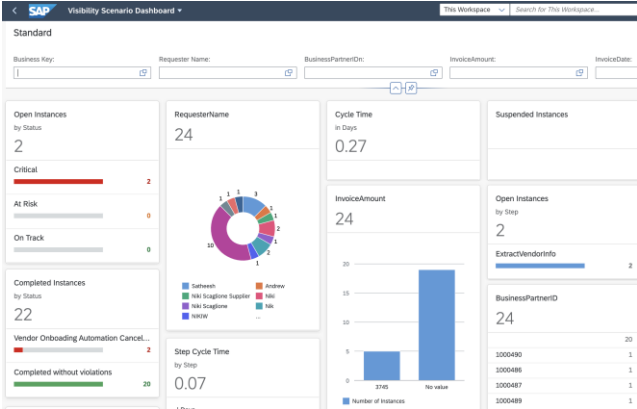 SAP Visibility Scenario Dashboard
This Workspace
Search for "This Workspace"...
Standard
Business Key:
Requester Name:
BusinessPartnerIDn:
InvoiceAmount:
InvoiceDate:
Open Instances
by Status
2
Critical
2
At Risk
0
On Track
0
Completed Instances
by Status
22
Vendor Onboading Automation Cancel...
2
Completed without violations
20
RequesterName
24
1 1 1 3
1
1
2
1
2
1
10
Satheesh
Andrew
Niki Scaglione Supplier
Niki
Niki Scaglione
Nik
NIKIW
...
Step Cycle Time
by Step
0.07
Cycle Time
in Days
0.27
InvoiceAmount
24
20
15
10
5
0
3745
No value
Number of Instances
Suspended Instances
Open Instances
by Step
2
ExtractVendorInfo
2
BusinessPartnerID
24
20
1000490 1
1000486 1
1000487 1
1000489 1